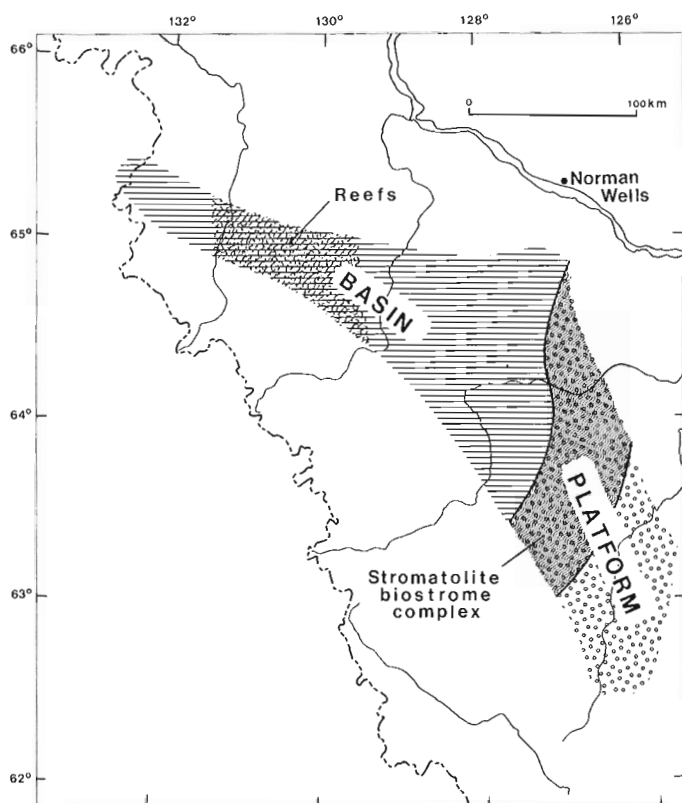 132°
130°
128°
126°
66°
0
100km
Norman
Wells
Reefs
65°
BASIN
64°
PLATFORM
Stromatolite
biostrome
complex
63°
62°